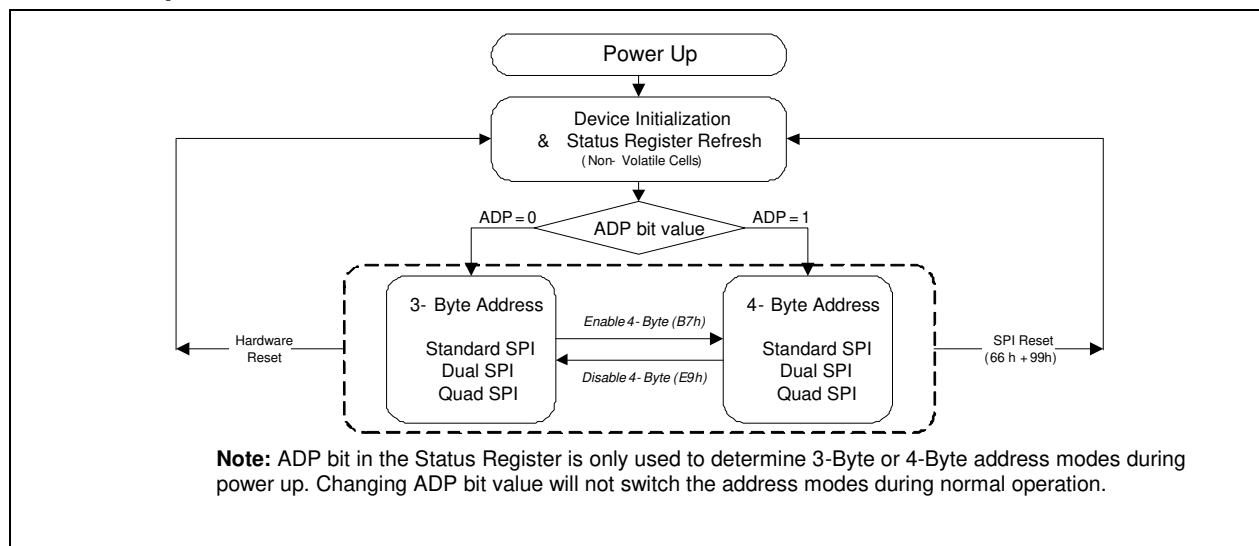 Power Up
Device Initialization
& Status Register Refresh
( Non- Volatile Cells)
ADP = 0
ADP bit value
ADP = 1
3- Byte Address
Standard SPI
Dual SPI
Quad SPI
Enable 4- Byte (B7h)
Disable 4- Byte (E9h)
4- Byte Address
Standard SPI
Dual SPI
Quad SPI
Hardware
Reset
SPI Reset
(66 h + 99h)
Note: ADP bit in the Status Register is only used to determine 3-Byte or 4-Byte address modes during
power up. Changing ADP bit value will not switch the address modes during normal operation.